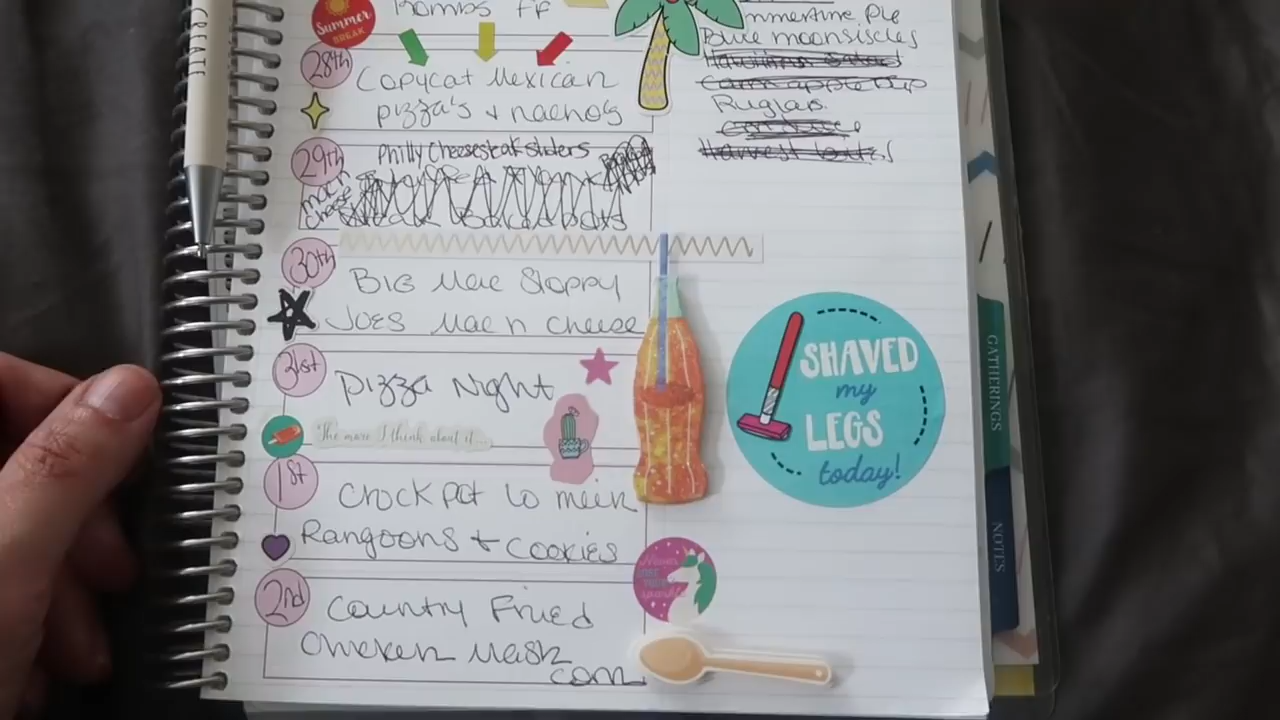 CREATE
Summer
BREAK
Bombs FF
Pie
Blue moonsiscles
28th
Copycat Mexican
pizza's + nacho's
Ruglas
29th
Philly Cheesesteak sliders
mac n
cheese
30th
Big Mac Sloppy
Joes Mac n cheese
31st
Pizza Night
The more I think about it...
1st
Crockpot lo mein
Rangoons + Cookies
2nd
Country Fried
Chicken Mash
corn
SHAVED
my
LEGS
today!
GATHERINGS
NOTES